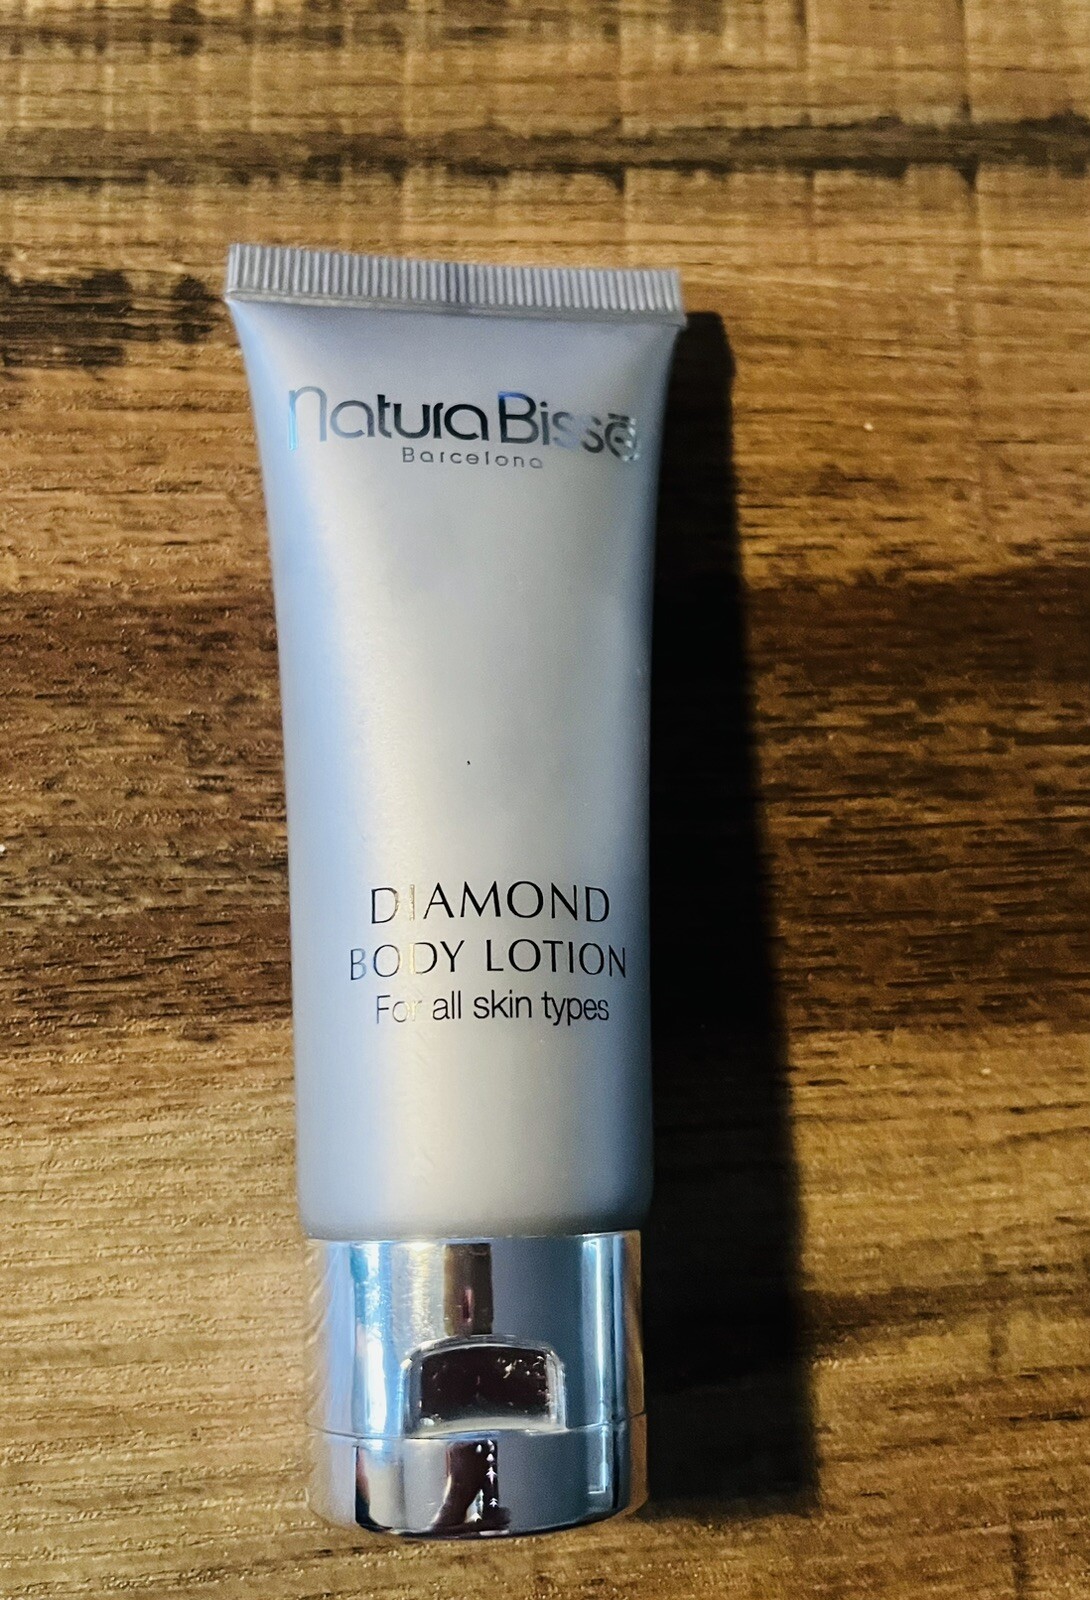 natura Bissé
Barcelona
DIAMOND
BODY LOTION
For all skin types